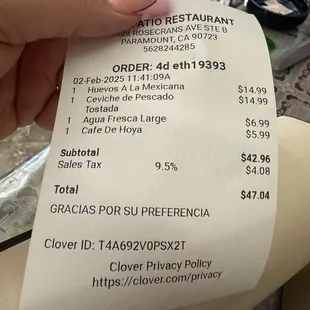 ATIO RESTAURANT
328 ROSECRANS AVE STE B
PARAMOUNT, CA 90723
5628244285
ORDER: 4d eth19393
02-Feb-2025 11:41:09A
1 Huevos A La Mexicana $14.99
1 Ceviche de Pescado $14.99
Tostada
1 Agua Fresca Large $6.99
1 Cafe De Hoya $5.99
Subtotal $42.96
Sales Tax 9.5% $4.08
Total $47.04
GRACIAS POR SU PREFERENCIA
Clover ID: T4A692V0PSX2T
Clover Privacy Policy
https://clover.com/privacy